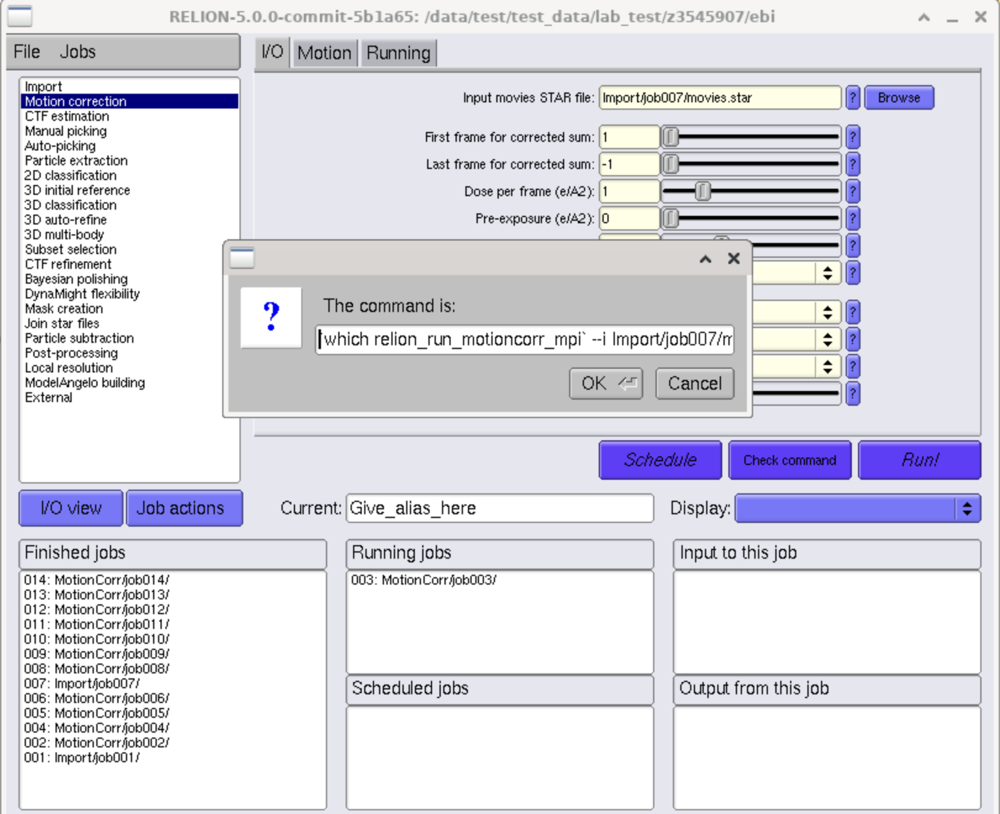 RELION-5.0.0-commit-5b1a65: /data/test/test_data/lab_test/z3545907/ebi
File Jobs
I/O Motion Running
Import
Motion correction
CTF estimation
Manual picking
Auto-picking
Particle extraction
2D classification
3D initial reference
3D classification
3D auto-refine
3D multi-body
Subset selection
CTF refinement
Bayesian polishing
DynaMight flexibility
Mask creation
Join star files
Particle subtraction
Post-processing
Local resolution
ModelAngelo building
External
Input movies STAR file: Import/job007/movies.star ? Browse
First frame for corrected sum: 1 ?
Last frame for corrected sum: -1 ?
Dose per frame (e/A2): 1 ?
Pre-exposure (e/A2): 0 ?
?
?
?
?
?
?
?
The command is:
`which relion_run_motioncorr_mpi` --i Import/job007/m
OK Cancel
Schedule Check command Run!
I/O view Job actions Current: Give_alias_here Display:
Finished jobs
014: MotionCorr/job014/
013: MotionCorr/job013/
012: MotionCorr/job012/
011: MotionCorr/job011/
010: MotionCorr/job010/
009: MotionCorr/job009/
008: MotionCorr/job008/
007: Import/job007/
006: MotionCorr/job006/
005: MotionCorr/job005/
004: MotionCorr/job004/
002: MotionCorr/job002/
001: Import/job001/
Running jobs
003: MotionCorr/job003/
Scheduled jobs
Input to this job
Output from this job